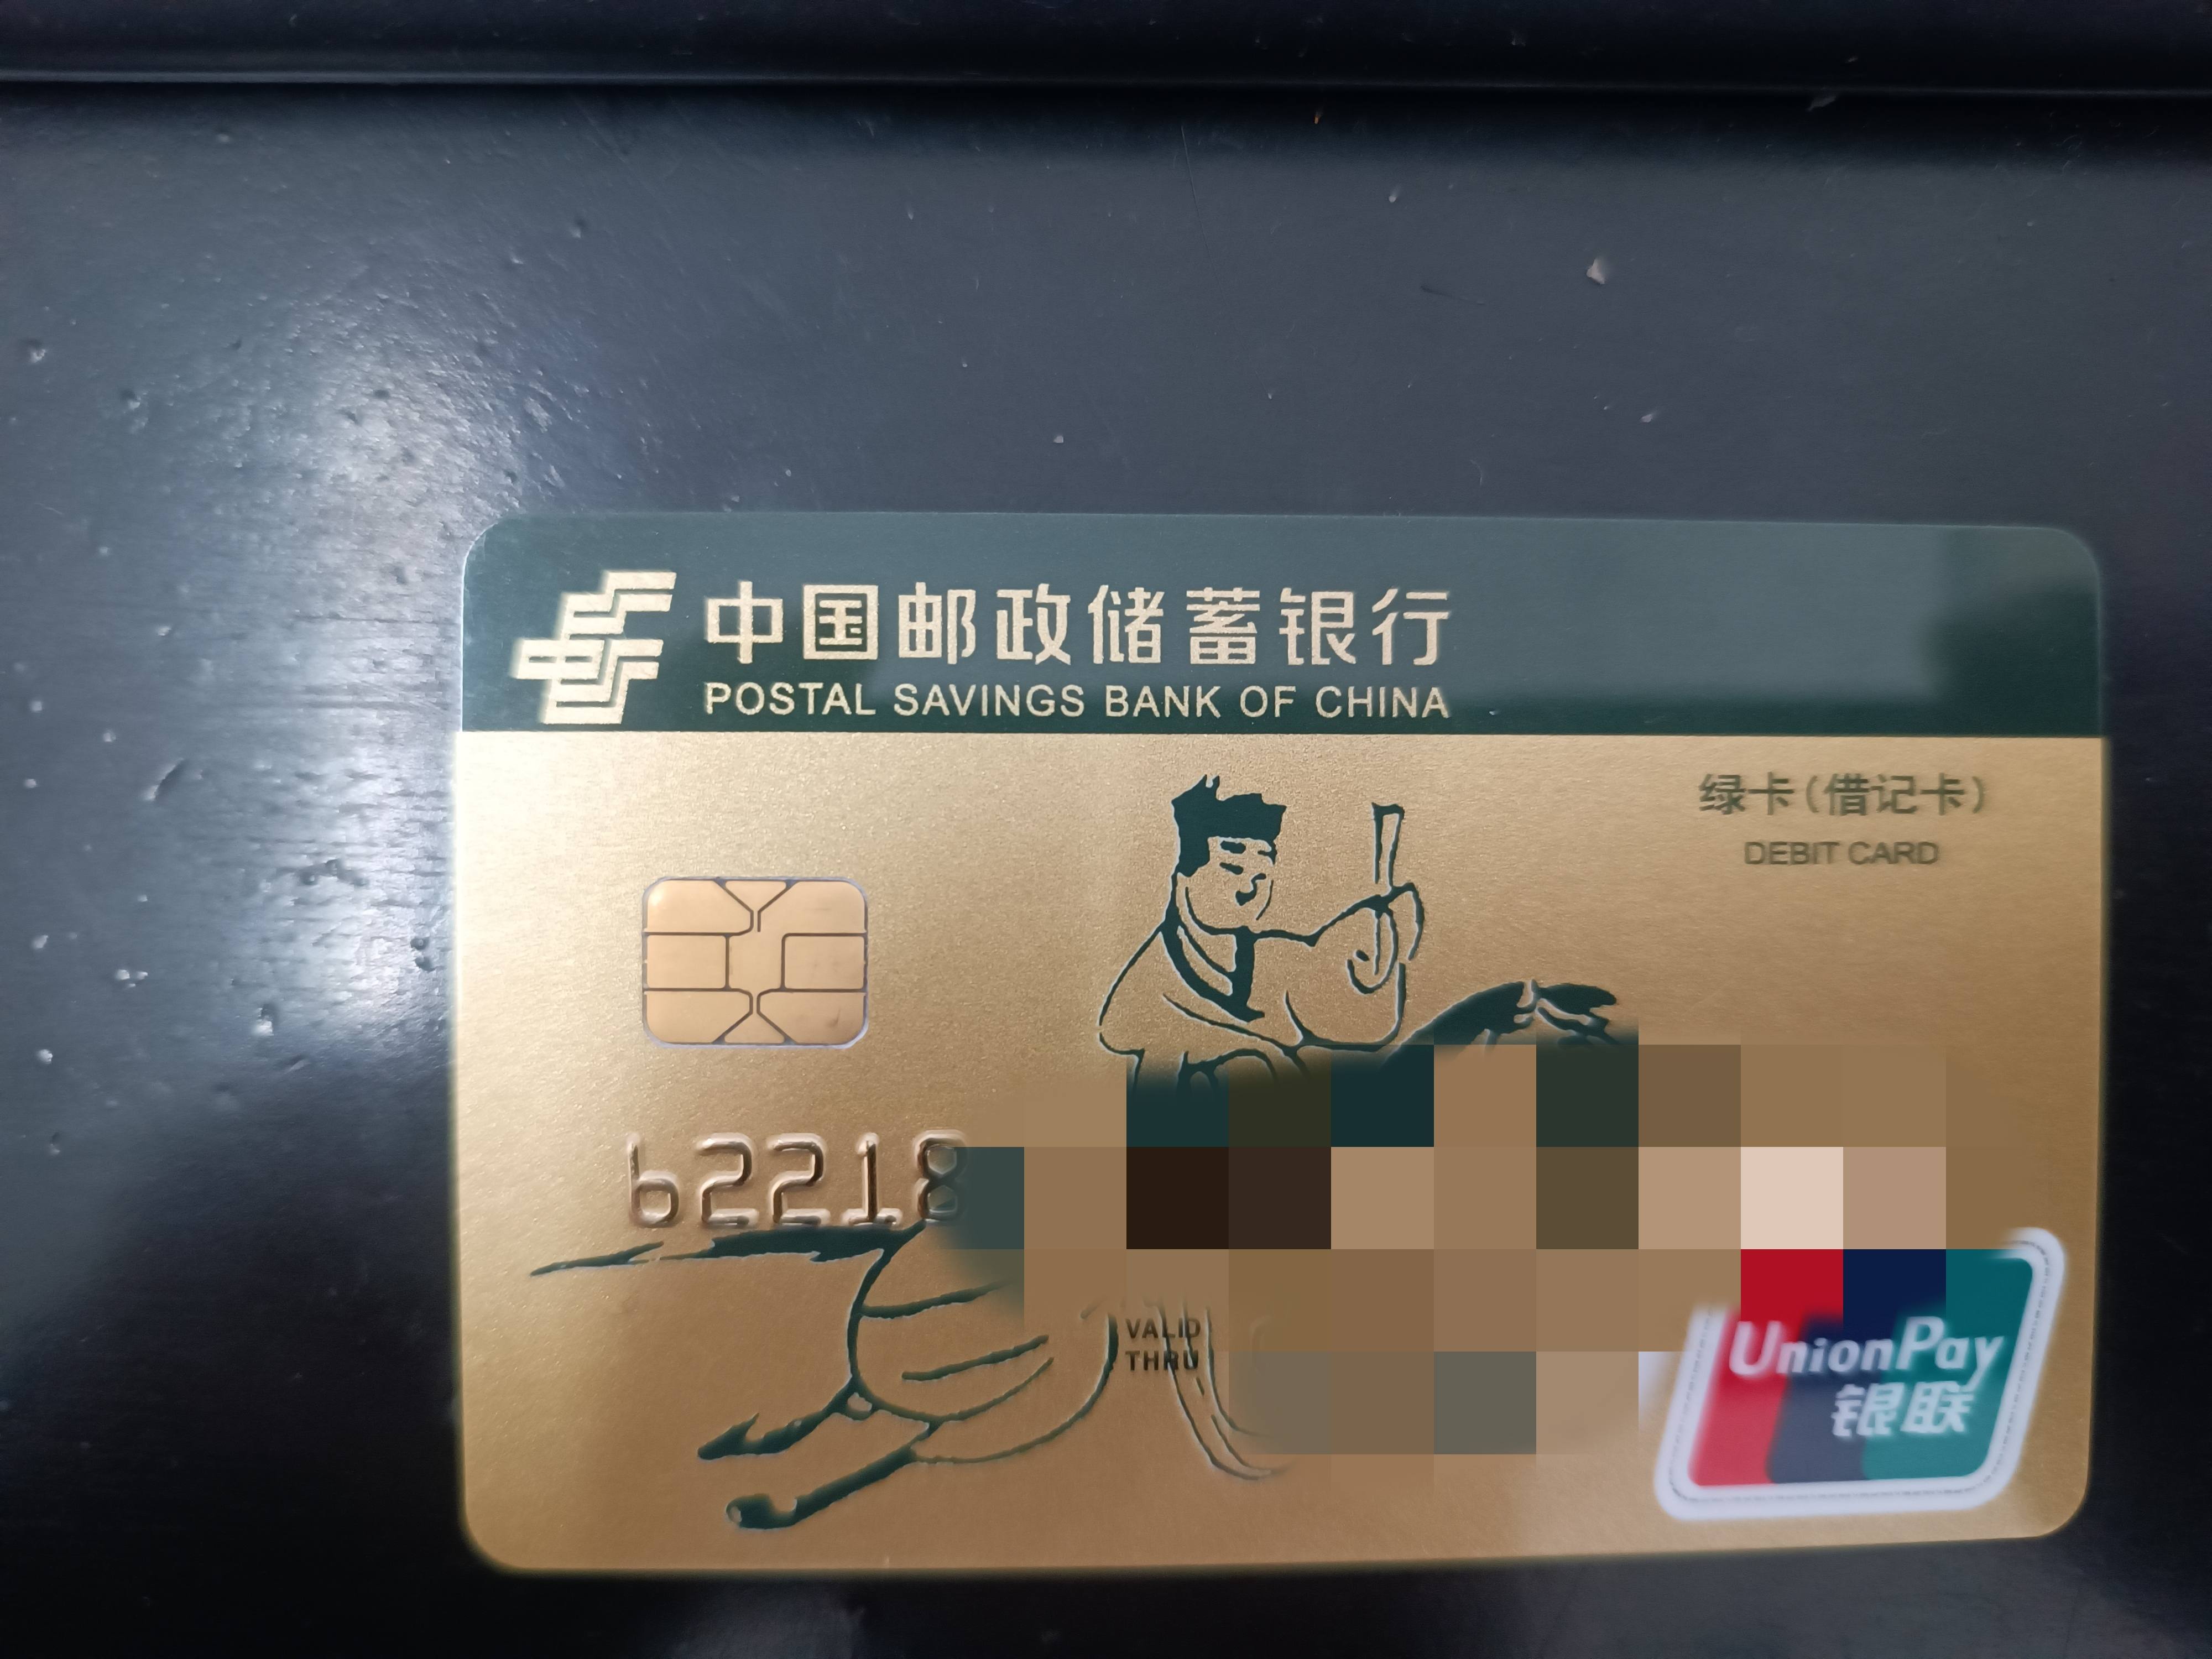 中国邮政储蓄银行
POSTAL SAVINGS BANK OF CHINA
绿卡(借记卡)
DEBIT CARD
62218
VALID
THRU
UnionPay
银联